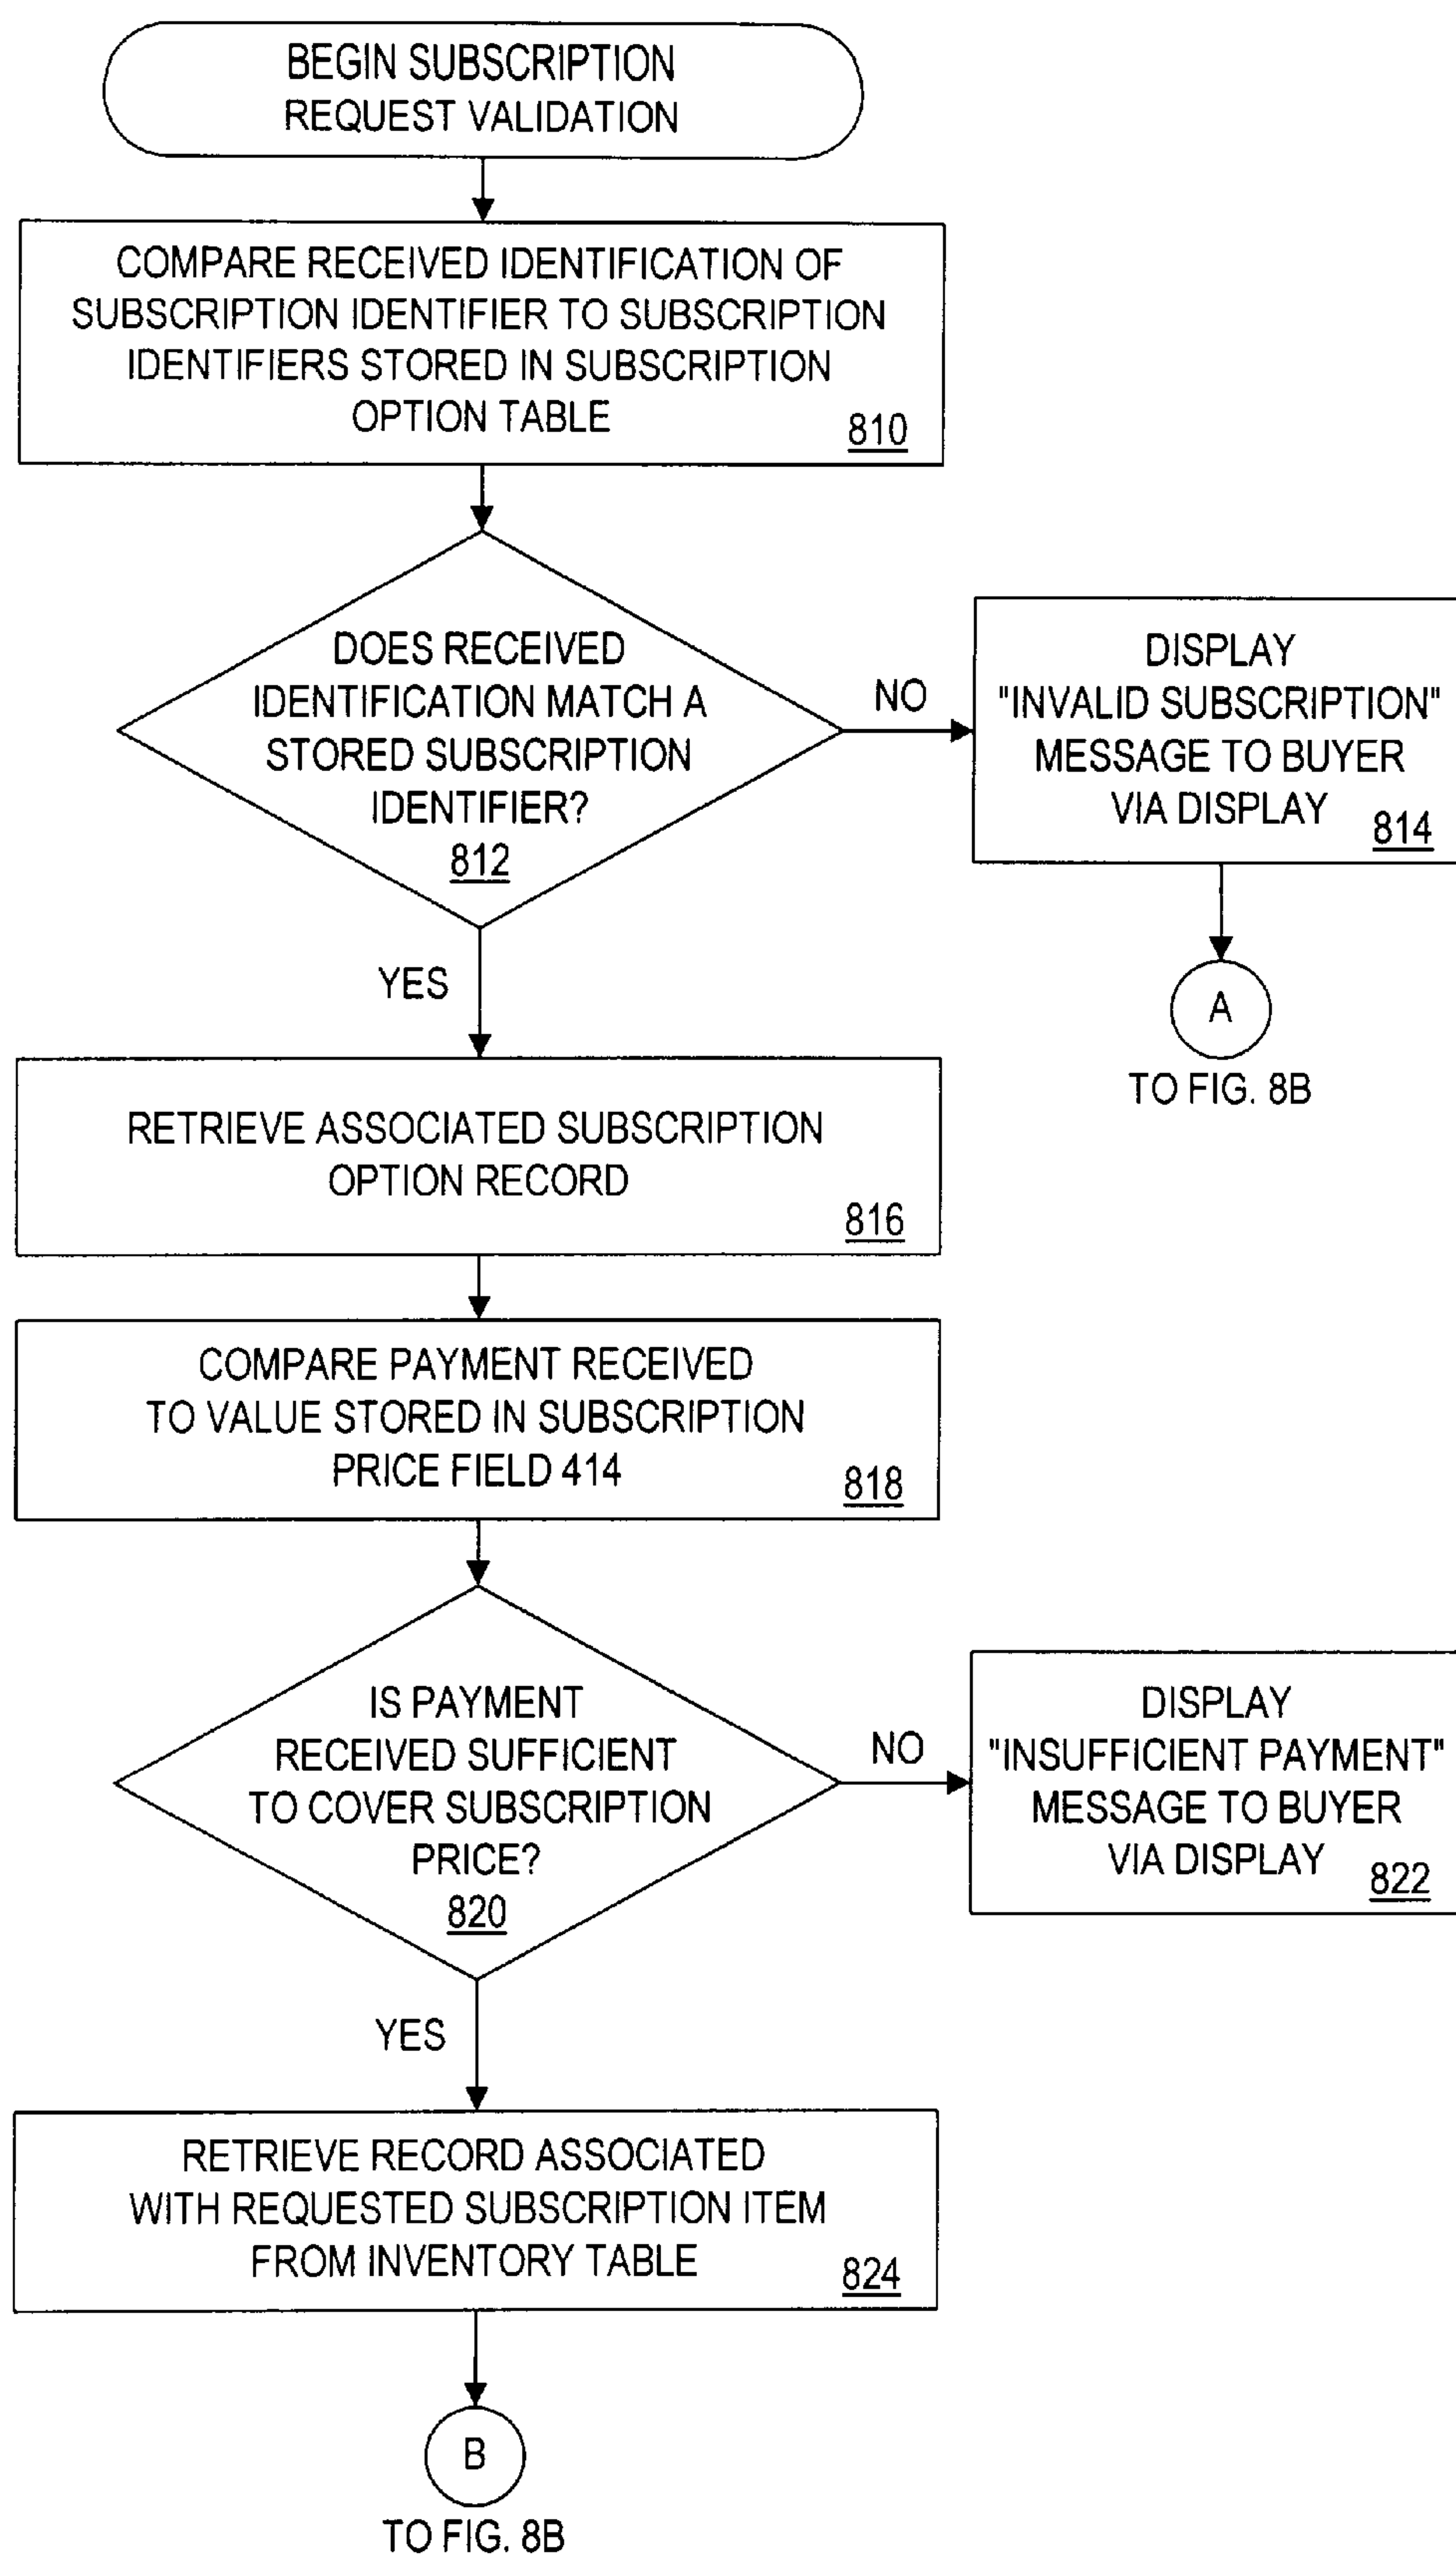 BEGIN SUBSCRIPTION
REQUEST VALIDATION
COMPARE RECEIVED IDENTIFICATION OF
SUBSCRIPTION IDENTIFIER TO SUBSCRIPTION
IDENTIFIERS STORED IN SUBSCRIPTION
OPTION TABLE
810
DOES RECEIVED
IDENTIFICATION MATCH A
STORED SUBSCRIPTION
IDENTIFIER?
812
NO
DISPLAY
"INVALID SUBSCRIPTION"
MESSAGE TO BUYER
VIA DISPLAY
814
A
TO FIG. 8B
YES
RETRIEVE ASSOCIATED SUBSCRIPTION
OPTION RECORD
816
COMPARE PAYMENT RECEIVED
TO VALUE STORED IN SUBSCRIPTION
PRICE FIELD 414
818
IS PAYMENT
RECEIVED SUFFICIENT
TO COVER SUBSCRIPTION
PRICE?
820
NO
DISPLAY
"INSUFFICIENT PAYMENT"
MESSAGE TO BUYER
VIA DISPLAY
822
YES
RETRIEVE RECORD ASSOCIATED
WITH REQUESTED SUBSCRIPTION ITEM
FROM INVENTORY TABLE
824
B
TO FIG. 8B